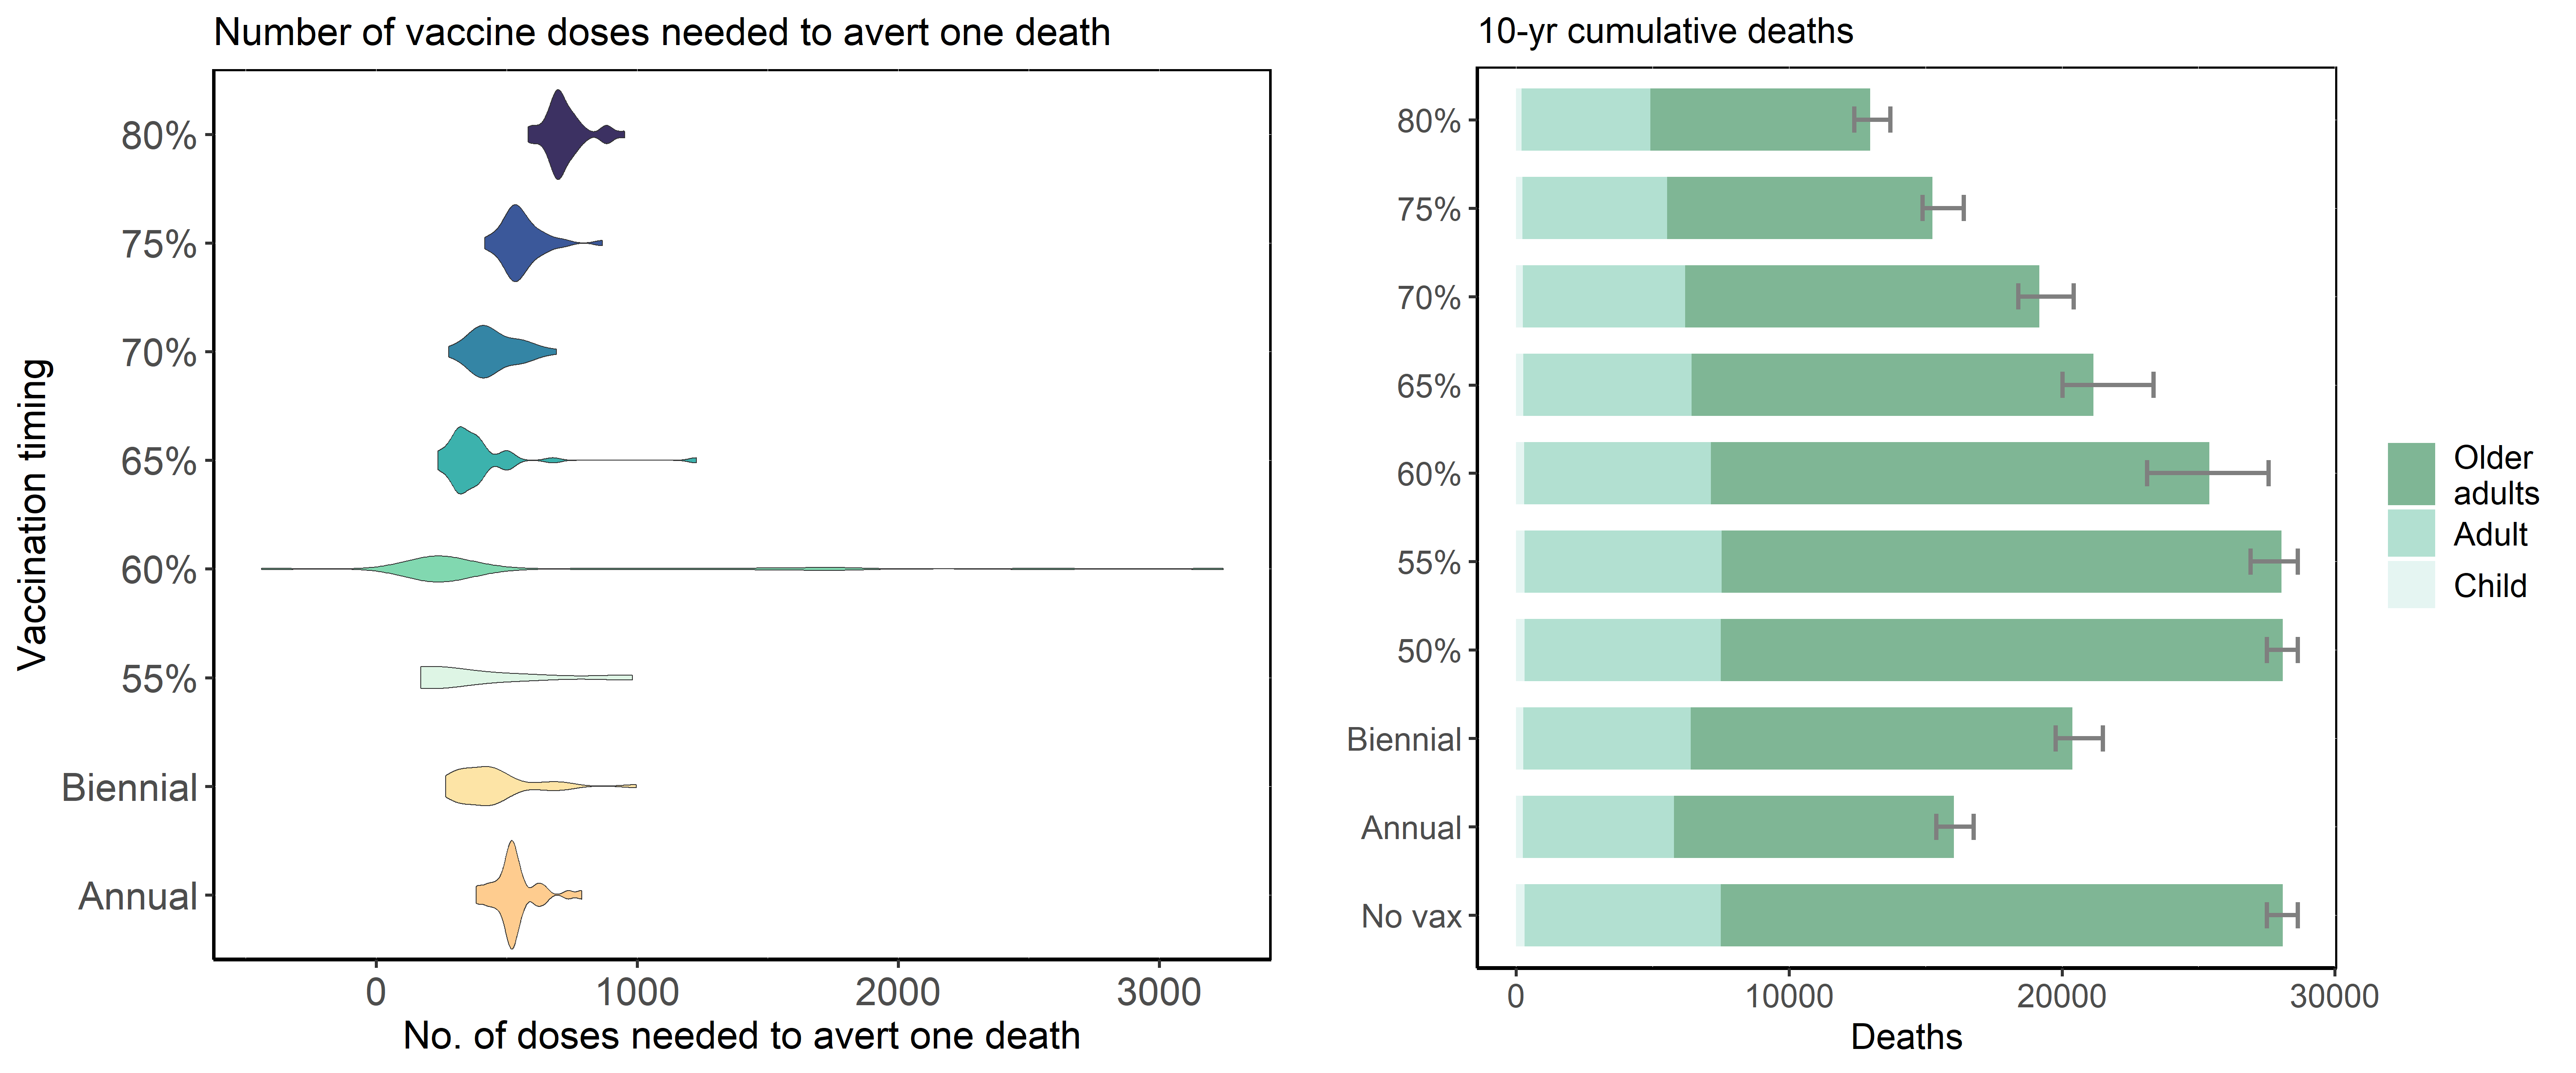 Number of vaccine doses needed to avert one death
Vaccination timing
80%
75%
70%
65%
60%
55%
Biennial
Annual
0 1000 2000 3000
No. of doses needed to avert one death
10-yr cumulative deaths
80%
75%
70%
65%
60%
55%
50%
Biennial
Annual
No vax
0 10000 20000 30000
Deaths
Older
adults
Adult
Child